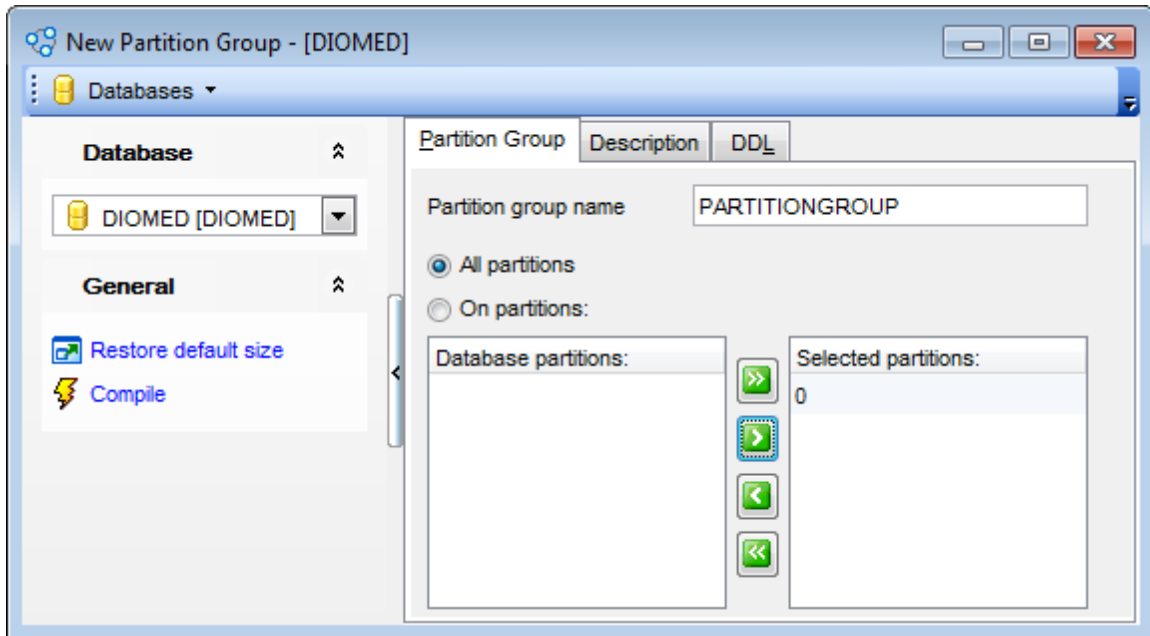 New Partition Group - [DIOMED]
Databases
Database
DIOMED [DIOMED]
General
Restore default size
Compile
Partition Group Description DDL
Partition group name PARTITIONGROUP
All partitions
On partitions:
Database partitions: Selected partitions:
0